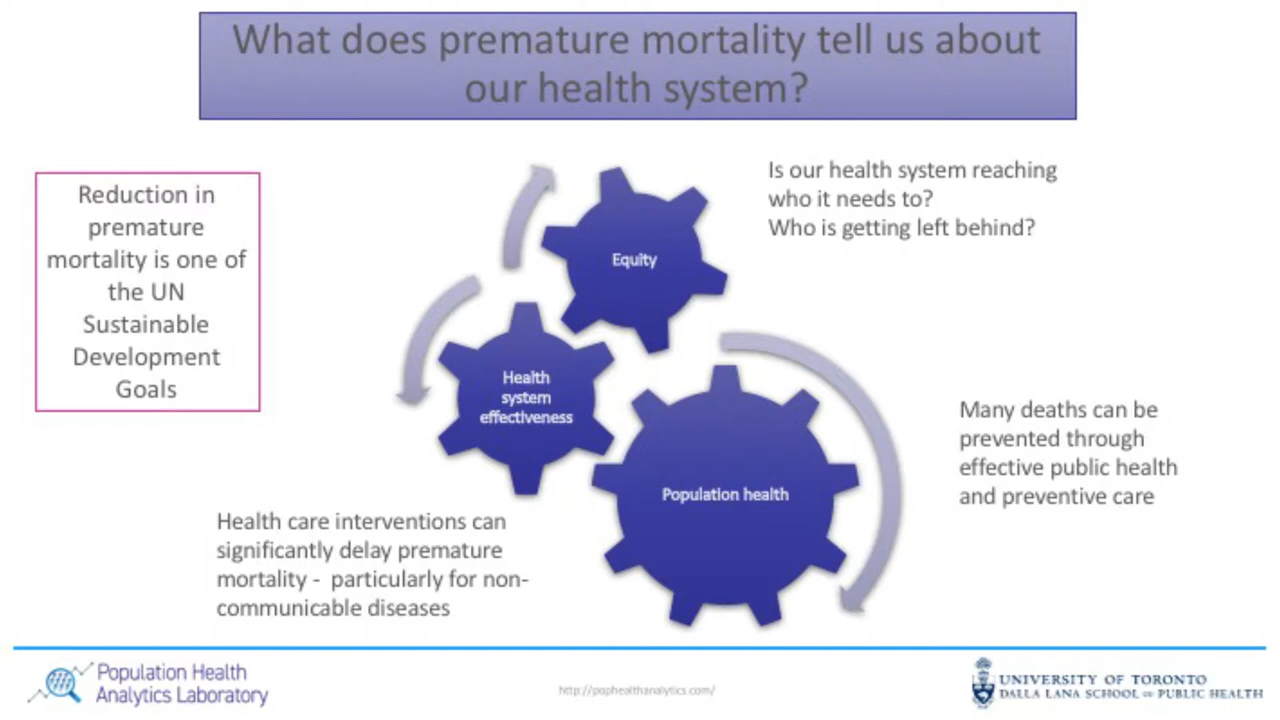 What does premature mortality tell us about
our health system?
Reduction in
premature
mortality is one of
the UN
Sustainable
Development
Goals
Is our health system reaching
who it needs to?
Who is getting left behind?
Equity
Health
system
effectiveness
Population health
Many deaths can be
prevented through
effective public health
and preventive care
Health care interventions can
significantly delay premature
mortality - particularly for non-
communicable diseases
Population Health
Analytics Laboratory
http://pophealthanalytics.com/
UNIVERSITY OF TORONTO
DALLA LANA SCHOOL OF PUBLIC HEALTH